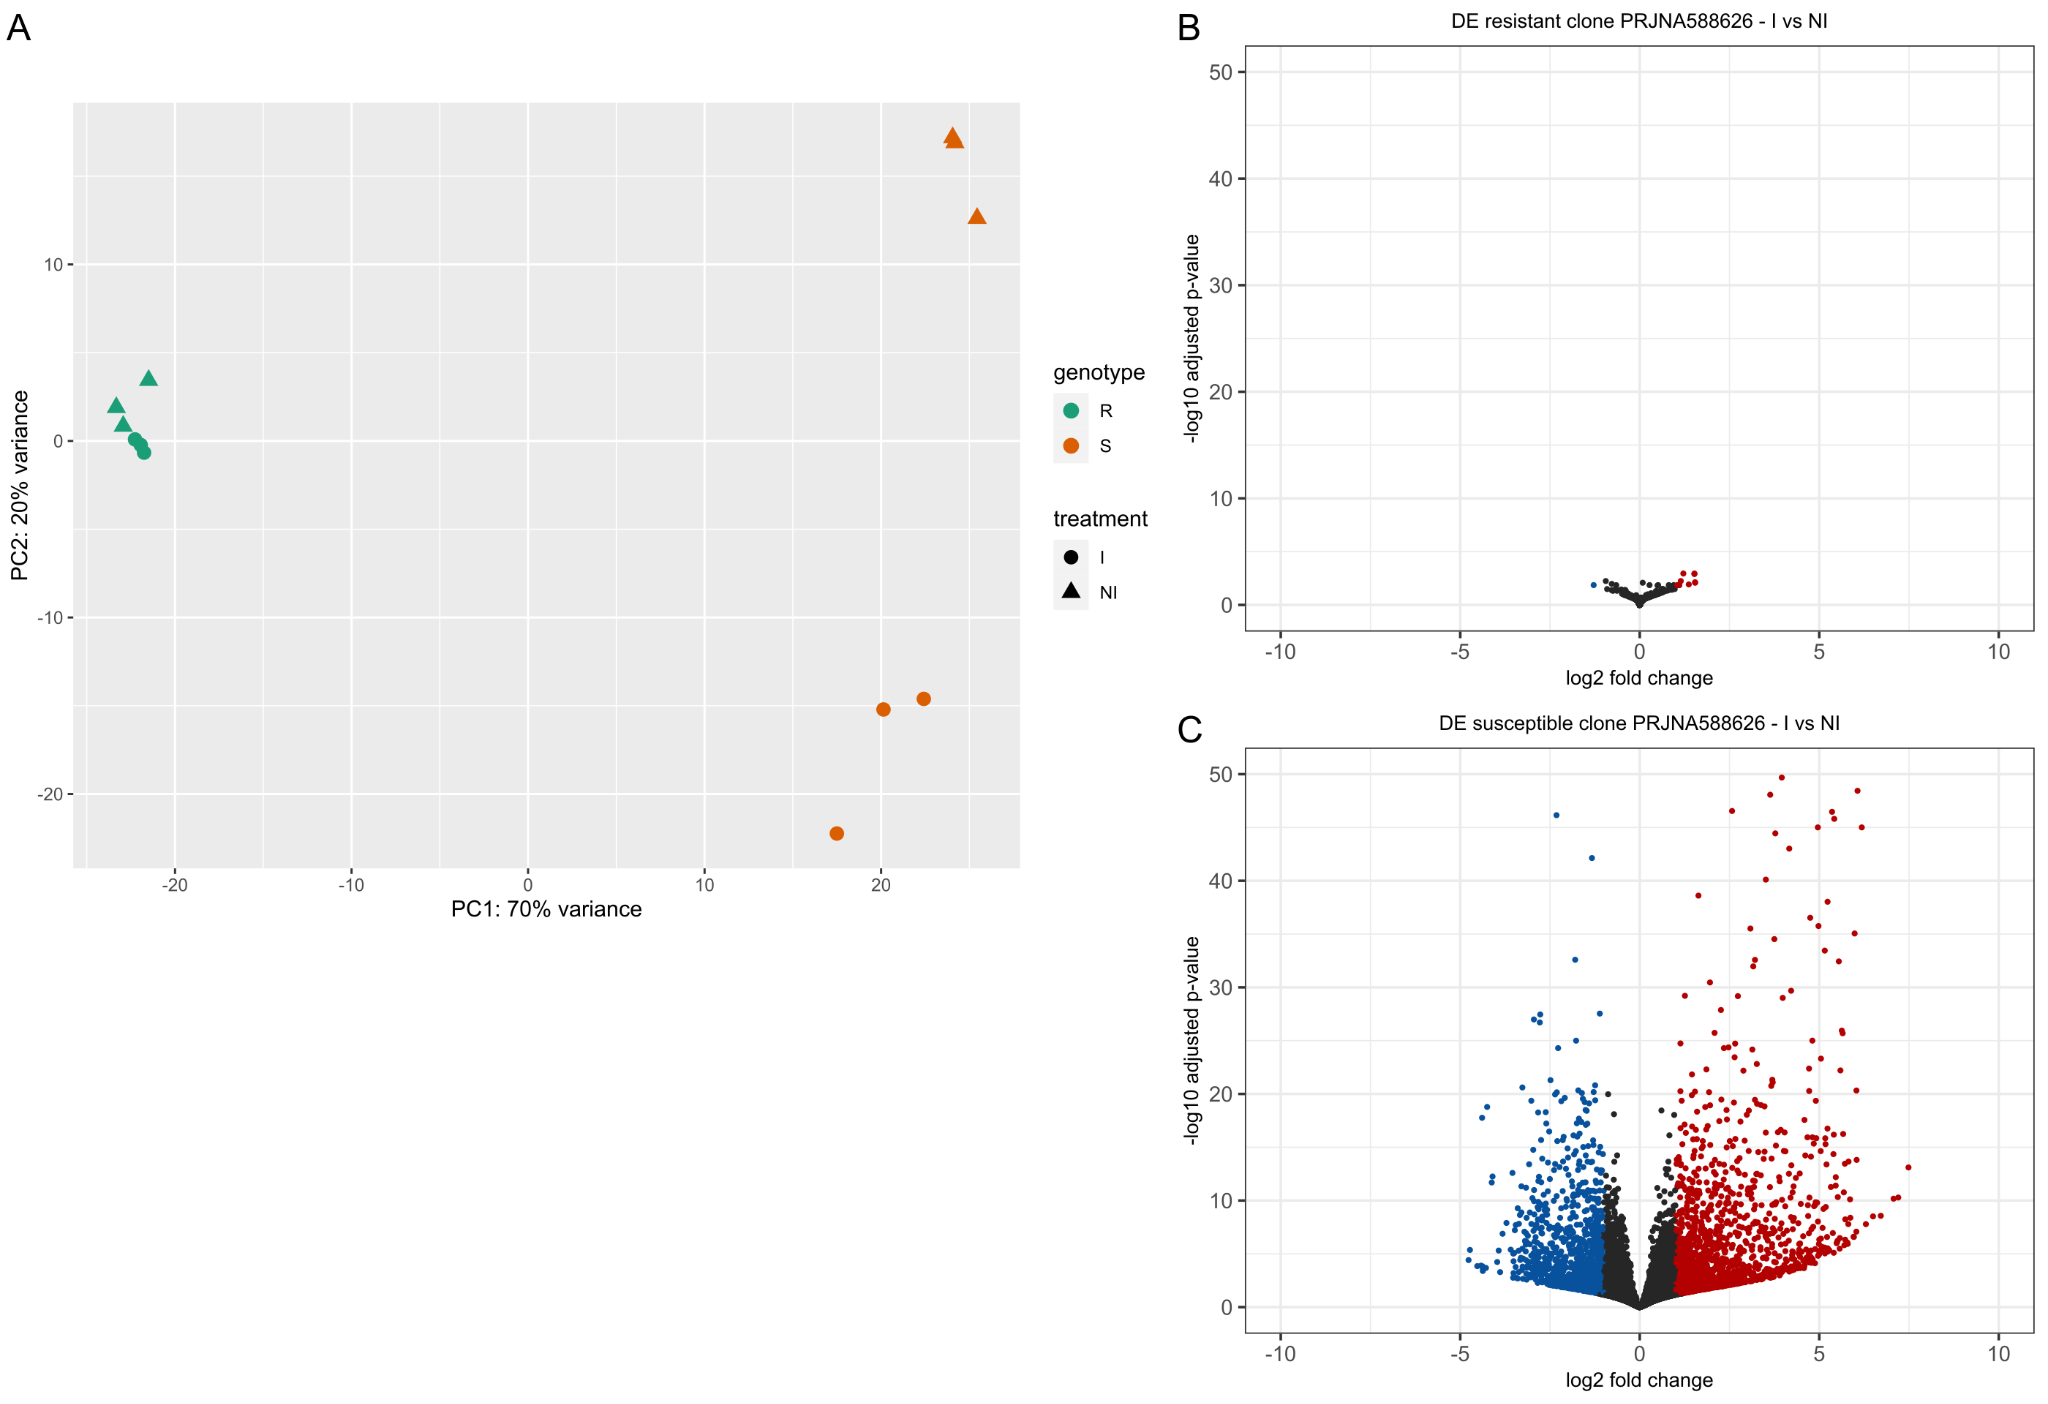 A
PC2: 20% variance
10
0
-10
-20
-20
-10
0
10
20
PC1: 70% variance
genotype
R
S
treatment
I
NI
B
DE resistant clone PRJNA588626 - I vs NI
-log10 adjusted p-value
50
40
30
20
10
0
-10
-5
0
5
10
log2 fold change
C
DE susceptible clone PRJNA588626 - I vs NI
-log10 adjusted p-value
50
40
30
20
10
0
-10
-5
0
5
10
log2 fold change